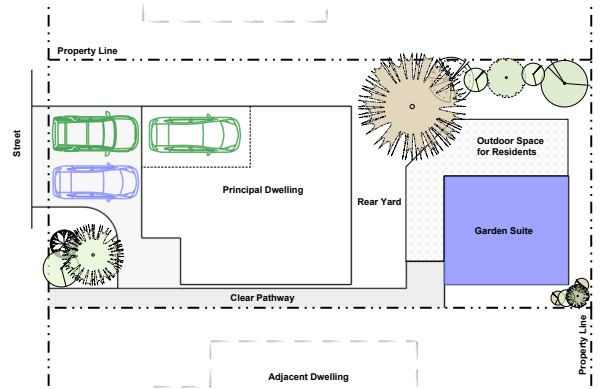 Property Line
Street
Outdoor Space
for Residents
Principal Dwelling
Rear Yard
Garden Suite
Clear Pathway
Property Line
Adjacent Dwelling